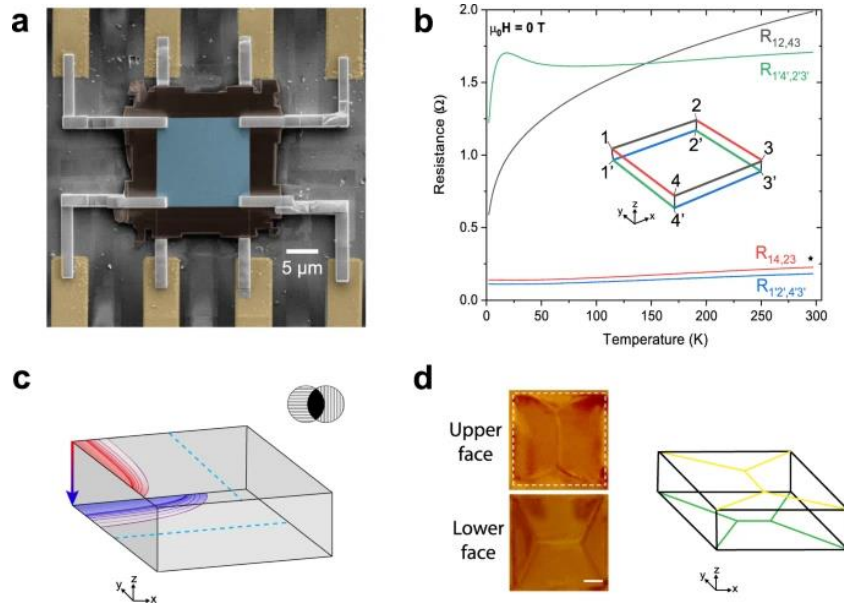 a
5 μm
b
μ₀H = 0 T
R12,43
R1'4',2'3'
R14,23
*
R1'2',4'3'
Resistance (Ω)
2.0
1.5
1.0
0.5
0.0
0 50 100 150 200 250 300
Temperature (K)
1 2 3 4
1' 2' 3' 4'
y z x
c
y z x
d
Upper
face
Lower
face
y z x